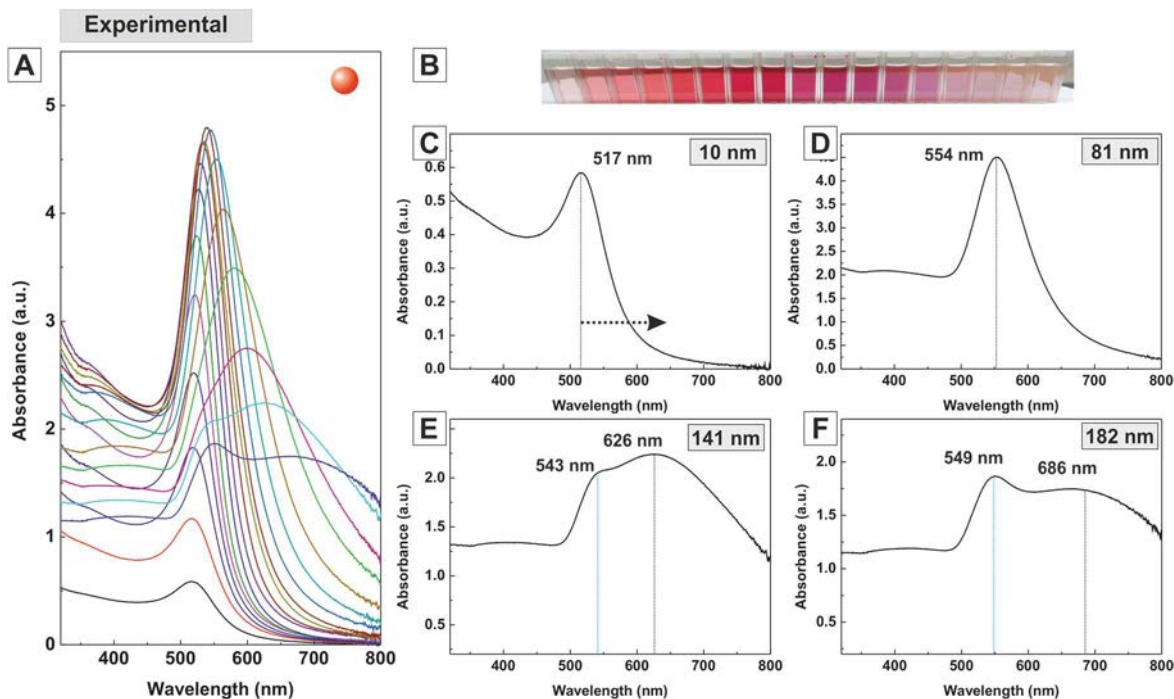 Experimental
A
5
4
3
2
1
0
Absorbance (a.u.)
400 500 600 700 800
Wavelength (nm)
B
C
517 nm
10 nm
0.6
0.5
0.4
0.3
0.2
0.1
0.0
Absorbance (a.u.)
400 500 600 700 800
Wavelength (nm)
D
554 nm
81 nm
4.0
3.5
3.0
2.5
2.0
1.5
1.0
0.5
0.0
Absorbance (a.u.)
400 500 600 700 800
Wavelength (nm)
E
543 nm
626 nm
141 nm
2.0
1.5
1.0
0.5
Absorbance (a.u.)
400 500 600 700 800
Wavelength (nm)
F
549 nm
686 nm
182 nm
2.0
1.5
1.0
0.5
Absorbance (a.u.)
400 500 600 700 800
Wavelength (nm)